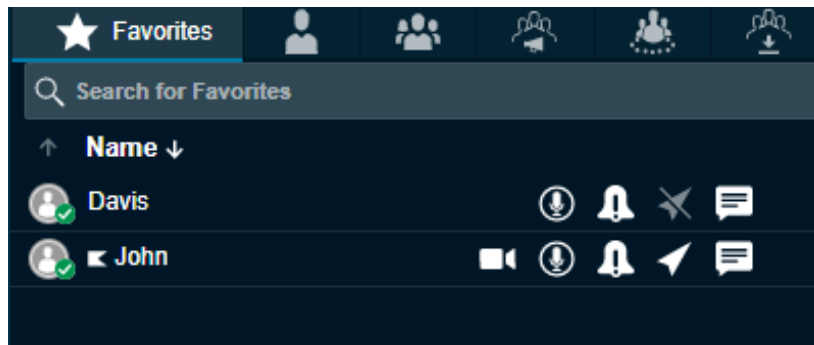 Favorites
Search for Favorites
Name
Davis
John